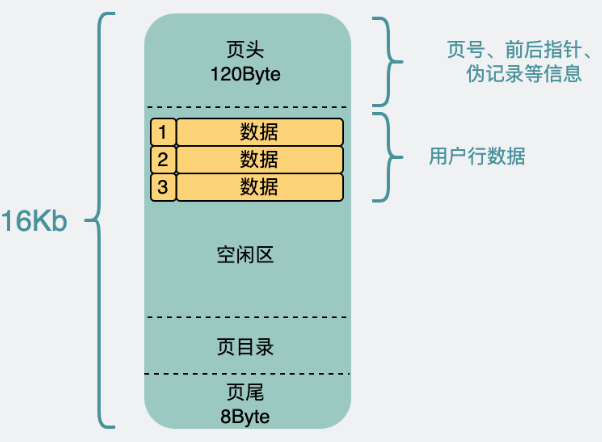 页头
120Byte
页号、前后指针、
伪记录等信息
1 数据
2 数据
3 数据
用户行数据
16Kb
空闲区
页目录
页尾
8Byte